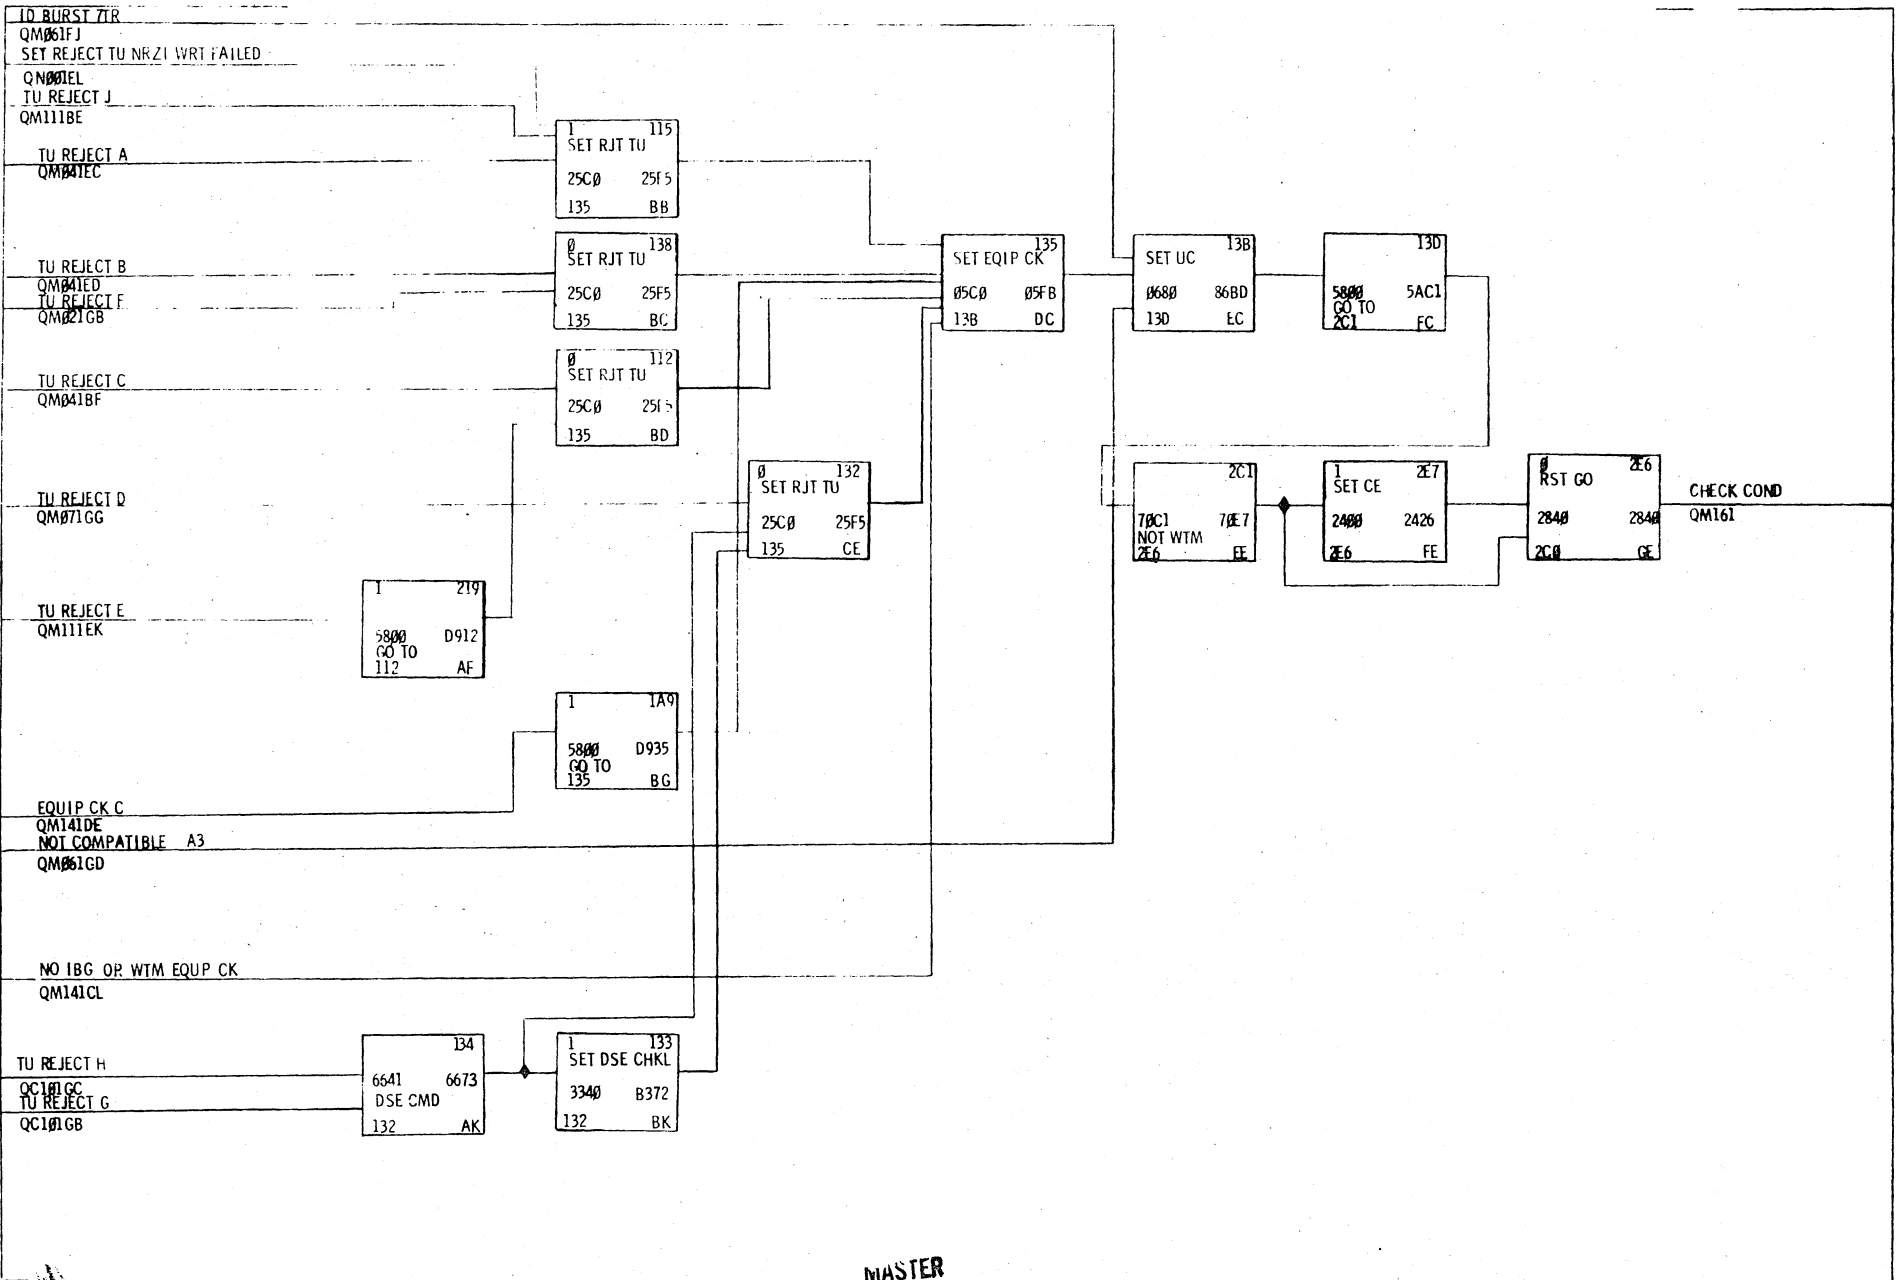 ID BURST 7TR
QMØ61FJ
SET REJECT TU NRZI WRT FAILED
QNØØ1EL
TU REJECT J
QM111BE
TU REJECT A
QMØ41EC
TU REJECT B
QMØ41ED
TU REJECT F
QMØ21GB
TU REJECT C
QMØ41BF
TU REJECT D
QMØ71GG
TU REJECT E
QM111EK
EQUIP CK C
QM141DE
NOT COMPATIBLE A3
QMØ61GD
NO IBG OR WTM EQUP CK
QM141CL
TU REJECT H
QC1Ø1GC
TU REJECT G
QC1Ø1GB
1 115
SET RJT TU
25CØ 25F5
135 BB
Ø 138
SET RJT TU
25CØ 25F5
135 BC
Ø 112
SET RJT TU
25CØ 25F5
135 BD
Ø 132
SET RJT TU
25CØ 25F5
135 CE
1 219
58ØØ D912
GO TO
112 AF
1 1A9
58ØØ D935
GO TO
135 BG
134
6641 6673
DSE CMD
132 AK
1 133
SET DSE CHKL
334Ø B372
132 BK
135
SET EQIP CK
Ø5CØ Ø5FB
13B DC
13B
SET UC
Ø68Ø 86BD
13D EC
13D
58ØØ 5AC1
GO TO
2C1 FC
2C1
7ØC1 7ØE7
NOT WTM
2E6 EE
1 2E7
SET CE
24ØØ 2426
2E6 FE
Ø 2E6
RST GO
284Ø 284Ø
2CØ GE
CHECK COND
QM161
MASTER